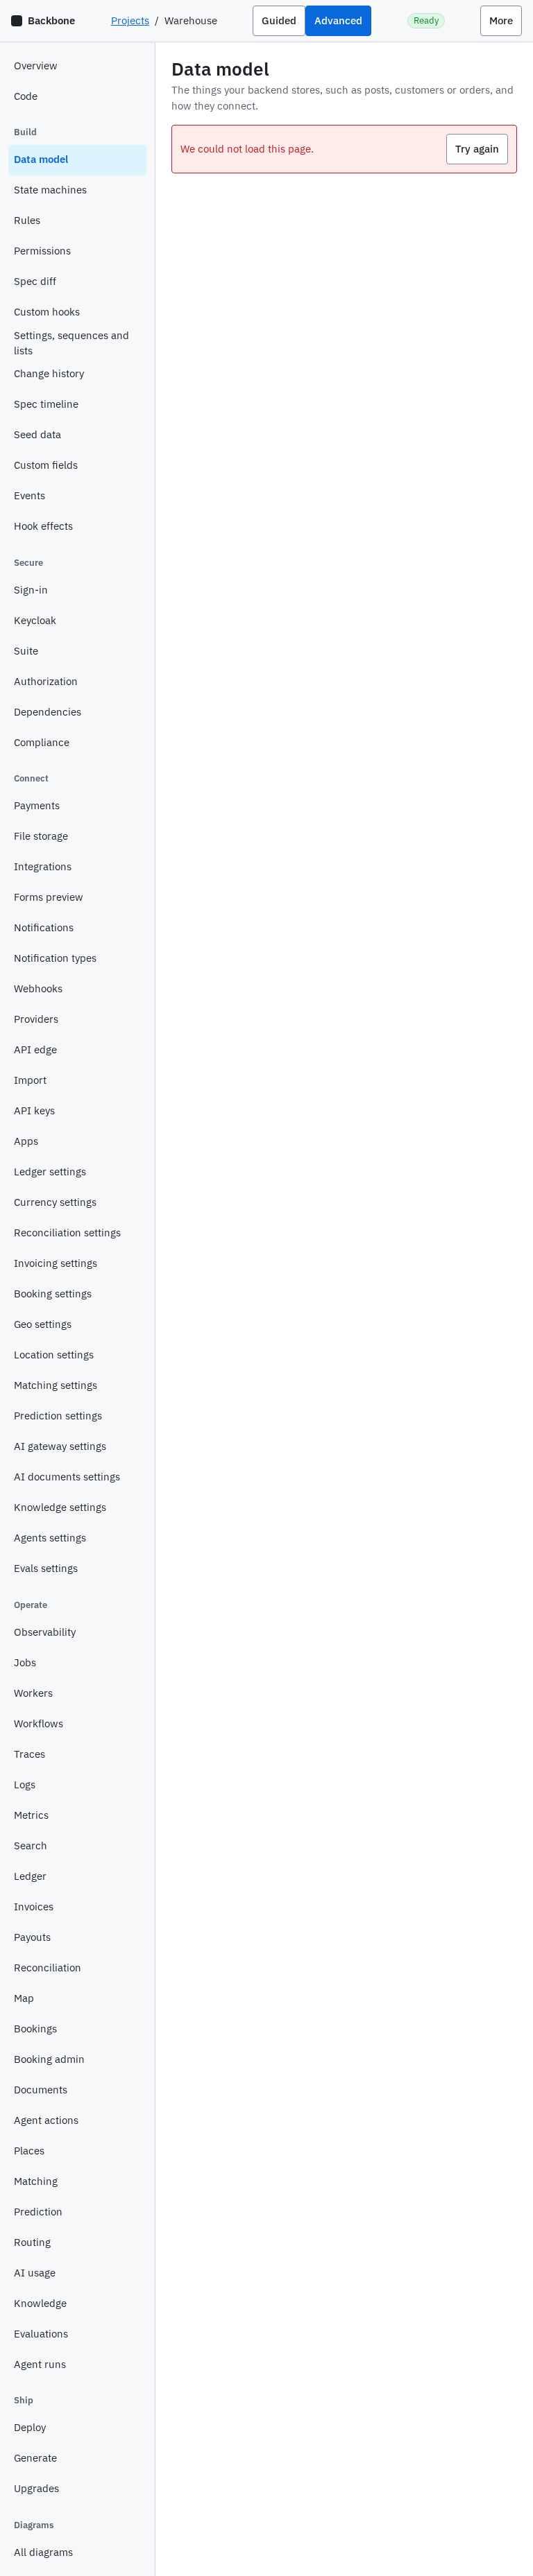 Backbone
Projects / Warehouse
Guided
Advanced
Ready
More
Overview
Code
Build
Data model
State machines
Rules
Permissions
Spec diff
Custom hooks
Settings, sequences and
lists
Change history
Spec timeline
Seed data
Custom fields
Events
Hook effects
Secure
Sign-in
Keycloak
Suite
Authorization
Dependencies
Compliance
Connect
Payments
File storage
Integrations
Forms preview
Notifications
Notification types
Webhooks
Providers
API edge
Import
API keys
Apps
Ledger settings
Currency settings
Reconciliation settings
Invoicing settings
Booking settings
Geo settings
Location settings
Matching settings
Prediction settings
AI gateway settings
AI documents settings
Knowledge settings
Agents settings
Evals settings
Operate
Observability
Jobs
Workers
Workflows
Traces
Logs
Metrics
Search
Ledger
Invoices
Payouts
Reconciliation
Map
Bookings
Booking admin
Documents
Agent actions
Places
Matching
Prediction
Routing
AI usage
Knowledge
Evaluations
Agent runs
Ship
Deploy
Generate
Upgrades
Diagrams
All diagrams
Data model
The things your backend stores, such as posts, customers or orders, and
how they connect.
We could not load this page.
Try again